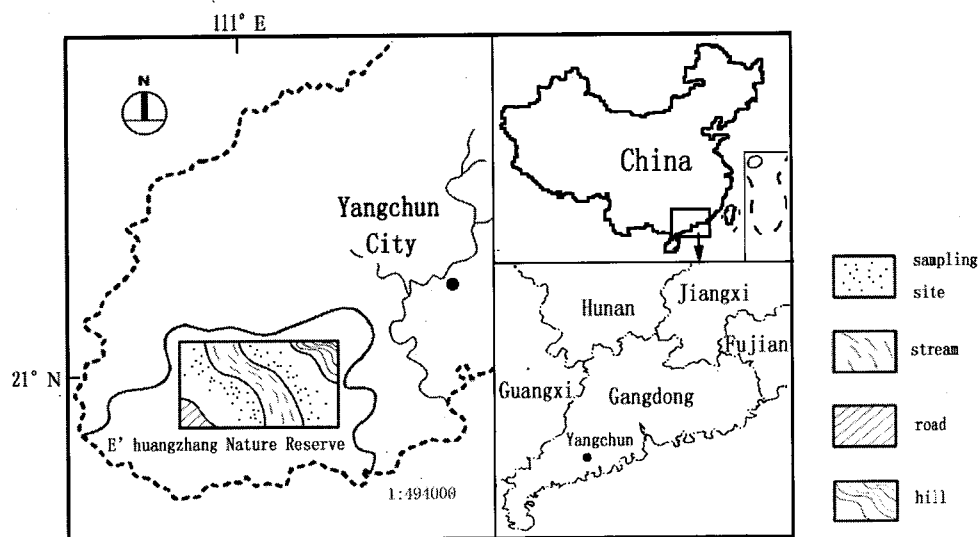 111° E
N
Yangchun
City
21° N
E' huangzhang Nature Reserve
1:494000
China
Hunan
Jiangxi
Fujian
Guangxi
Gangdong
Yangchun
sampling
site
stream
road
hill